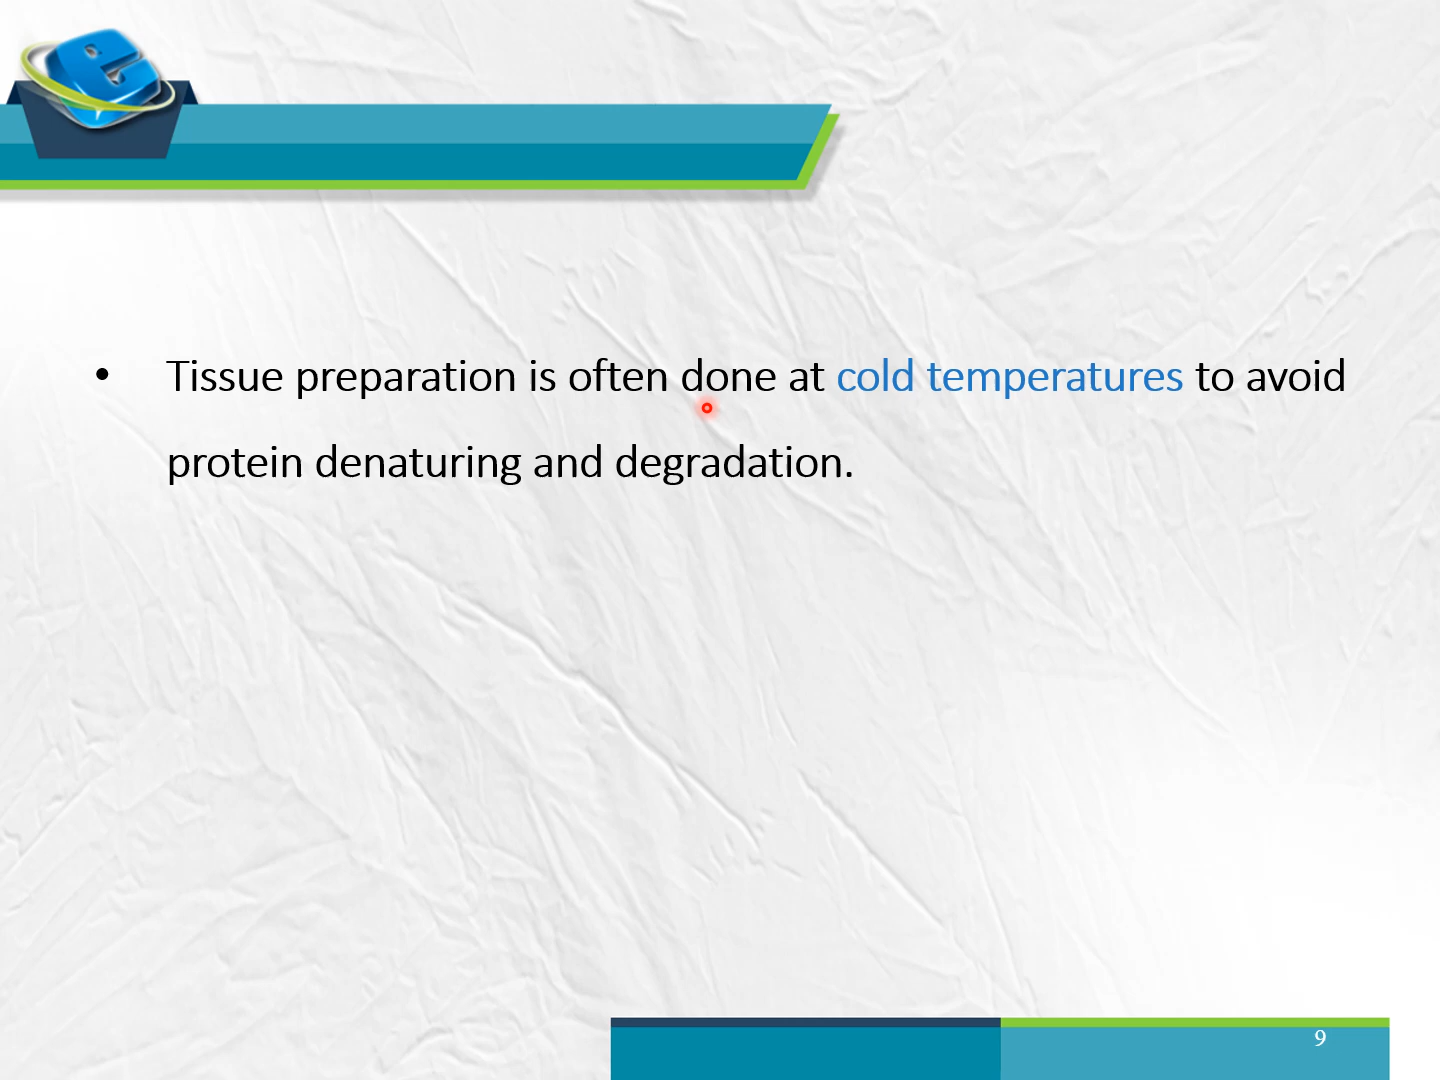 • Tissue preparation is often done at cold temperatures to avoid
protein denaturing and degradation.
9